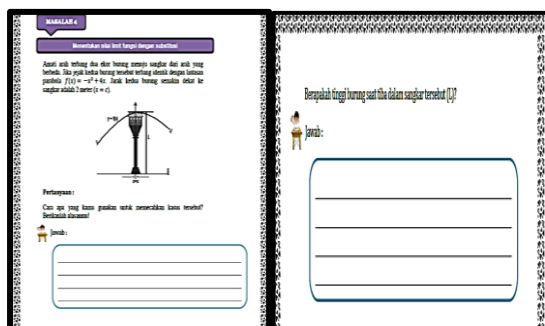 MASALAH 4
Menentukan nilai limit fungsi dengan substitusi
Amati arah terbang dua ekor burung menuju sangkar dari arah yang
berbeda. Jika jejak kedua burung tersebut terbang identik dengan lintasan
parabola f(x) = −x² + 4x. Jarak kedua burung semakin dekat ke
sangkar adalah 2 meter (x = c).
L
Pertanyaan :
Cara apa yang kamu gunakan untuk memecahkan kasus tersebut?
Berikanlah alasanmu!
Jawab :
Berapakah tinggi burung saat tiba dalam sangkar tersebut (L)?
Jawab :